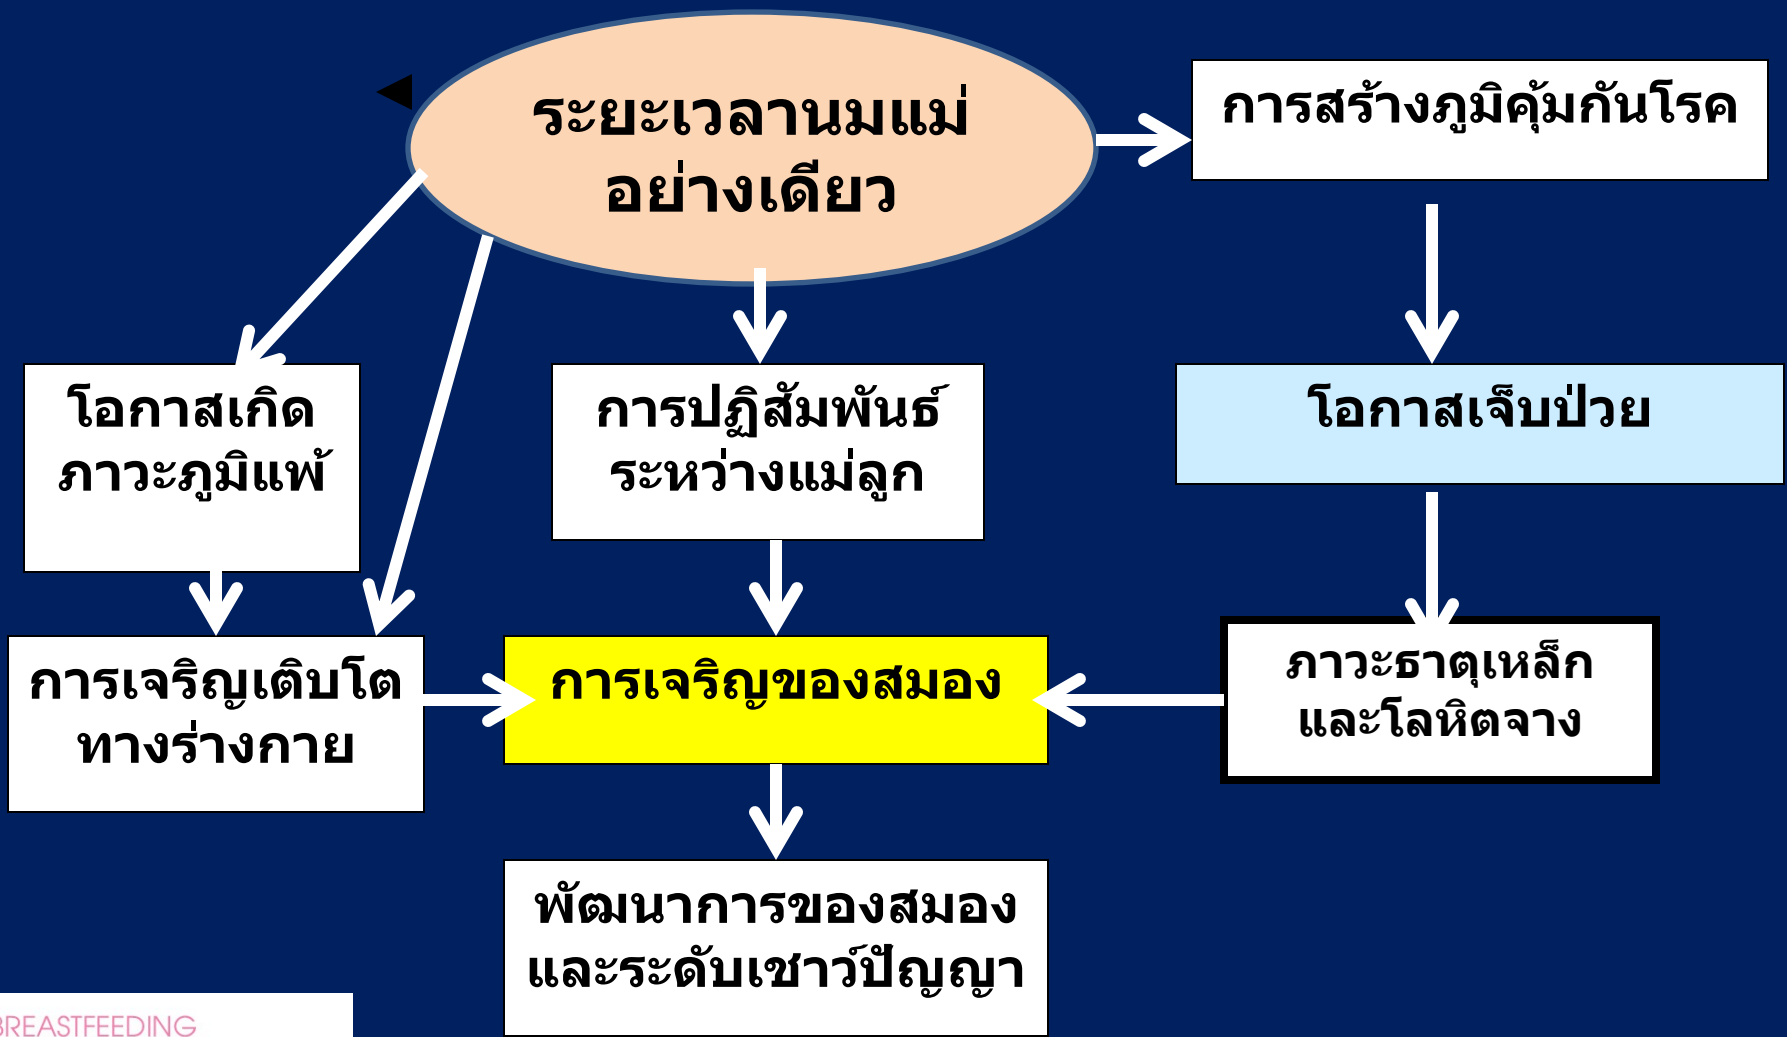 ระยะเวลานมแม่
อย่างเดียว
การสร้างภูมิคุ้มกันโรค
โอกาสเกิด
ภาวะภูมิแพ้
การปฏิสัมพันธ์
ระหว่างแม่ลูก
โอกาสเจ็บป่วย
การเจริญเติบโต
ทางร่างกาย
การเจริญของสมอง
ภาวะธาตุเหล็ก
และโลหิตจาง
พัฒนาการของสมอง
และระดับเชาว์ปัญญา
BREASTFEEDING